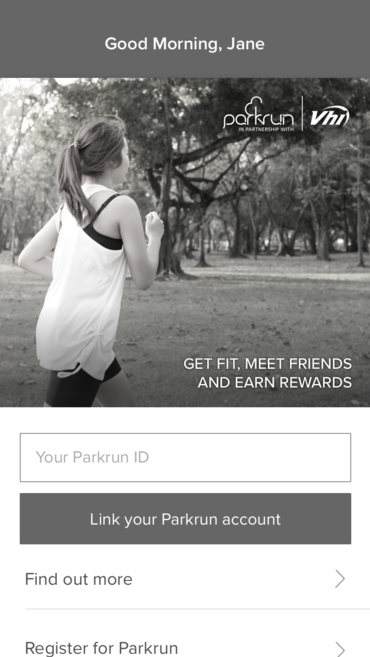 Good Morning, Jane
parkrun
IN PARTNERSHIP WITH
Vhi
GET FIT, MEET FRIENDS
AND EARN REWARDS
Your Parkrun ID
Link your Parkrun account
Find out more
Register for Parkrun